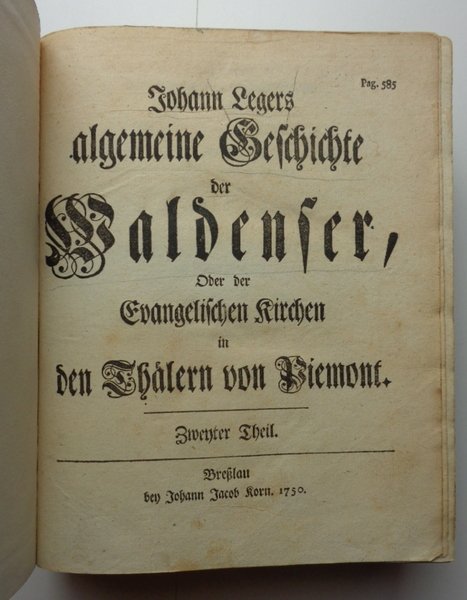 Pag. 585
Johann Legers
algemeine Geschichte
der
Waldenser,
Oder der
Evangelischen Kirchen
in
den Thälern von Piemont.
Zweyter Theil.
Breßlau
bey Johann Jacob Korn. 1750.